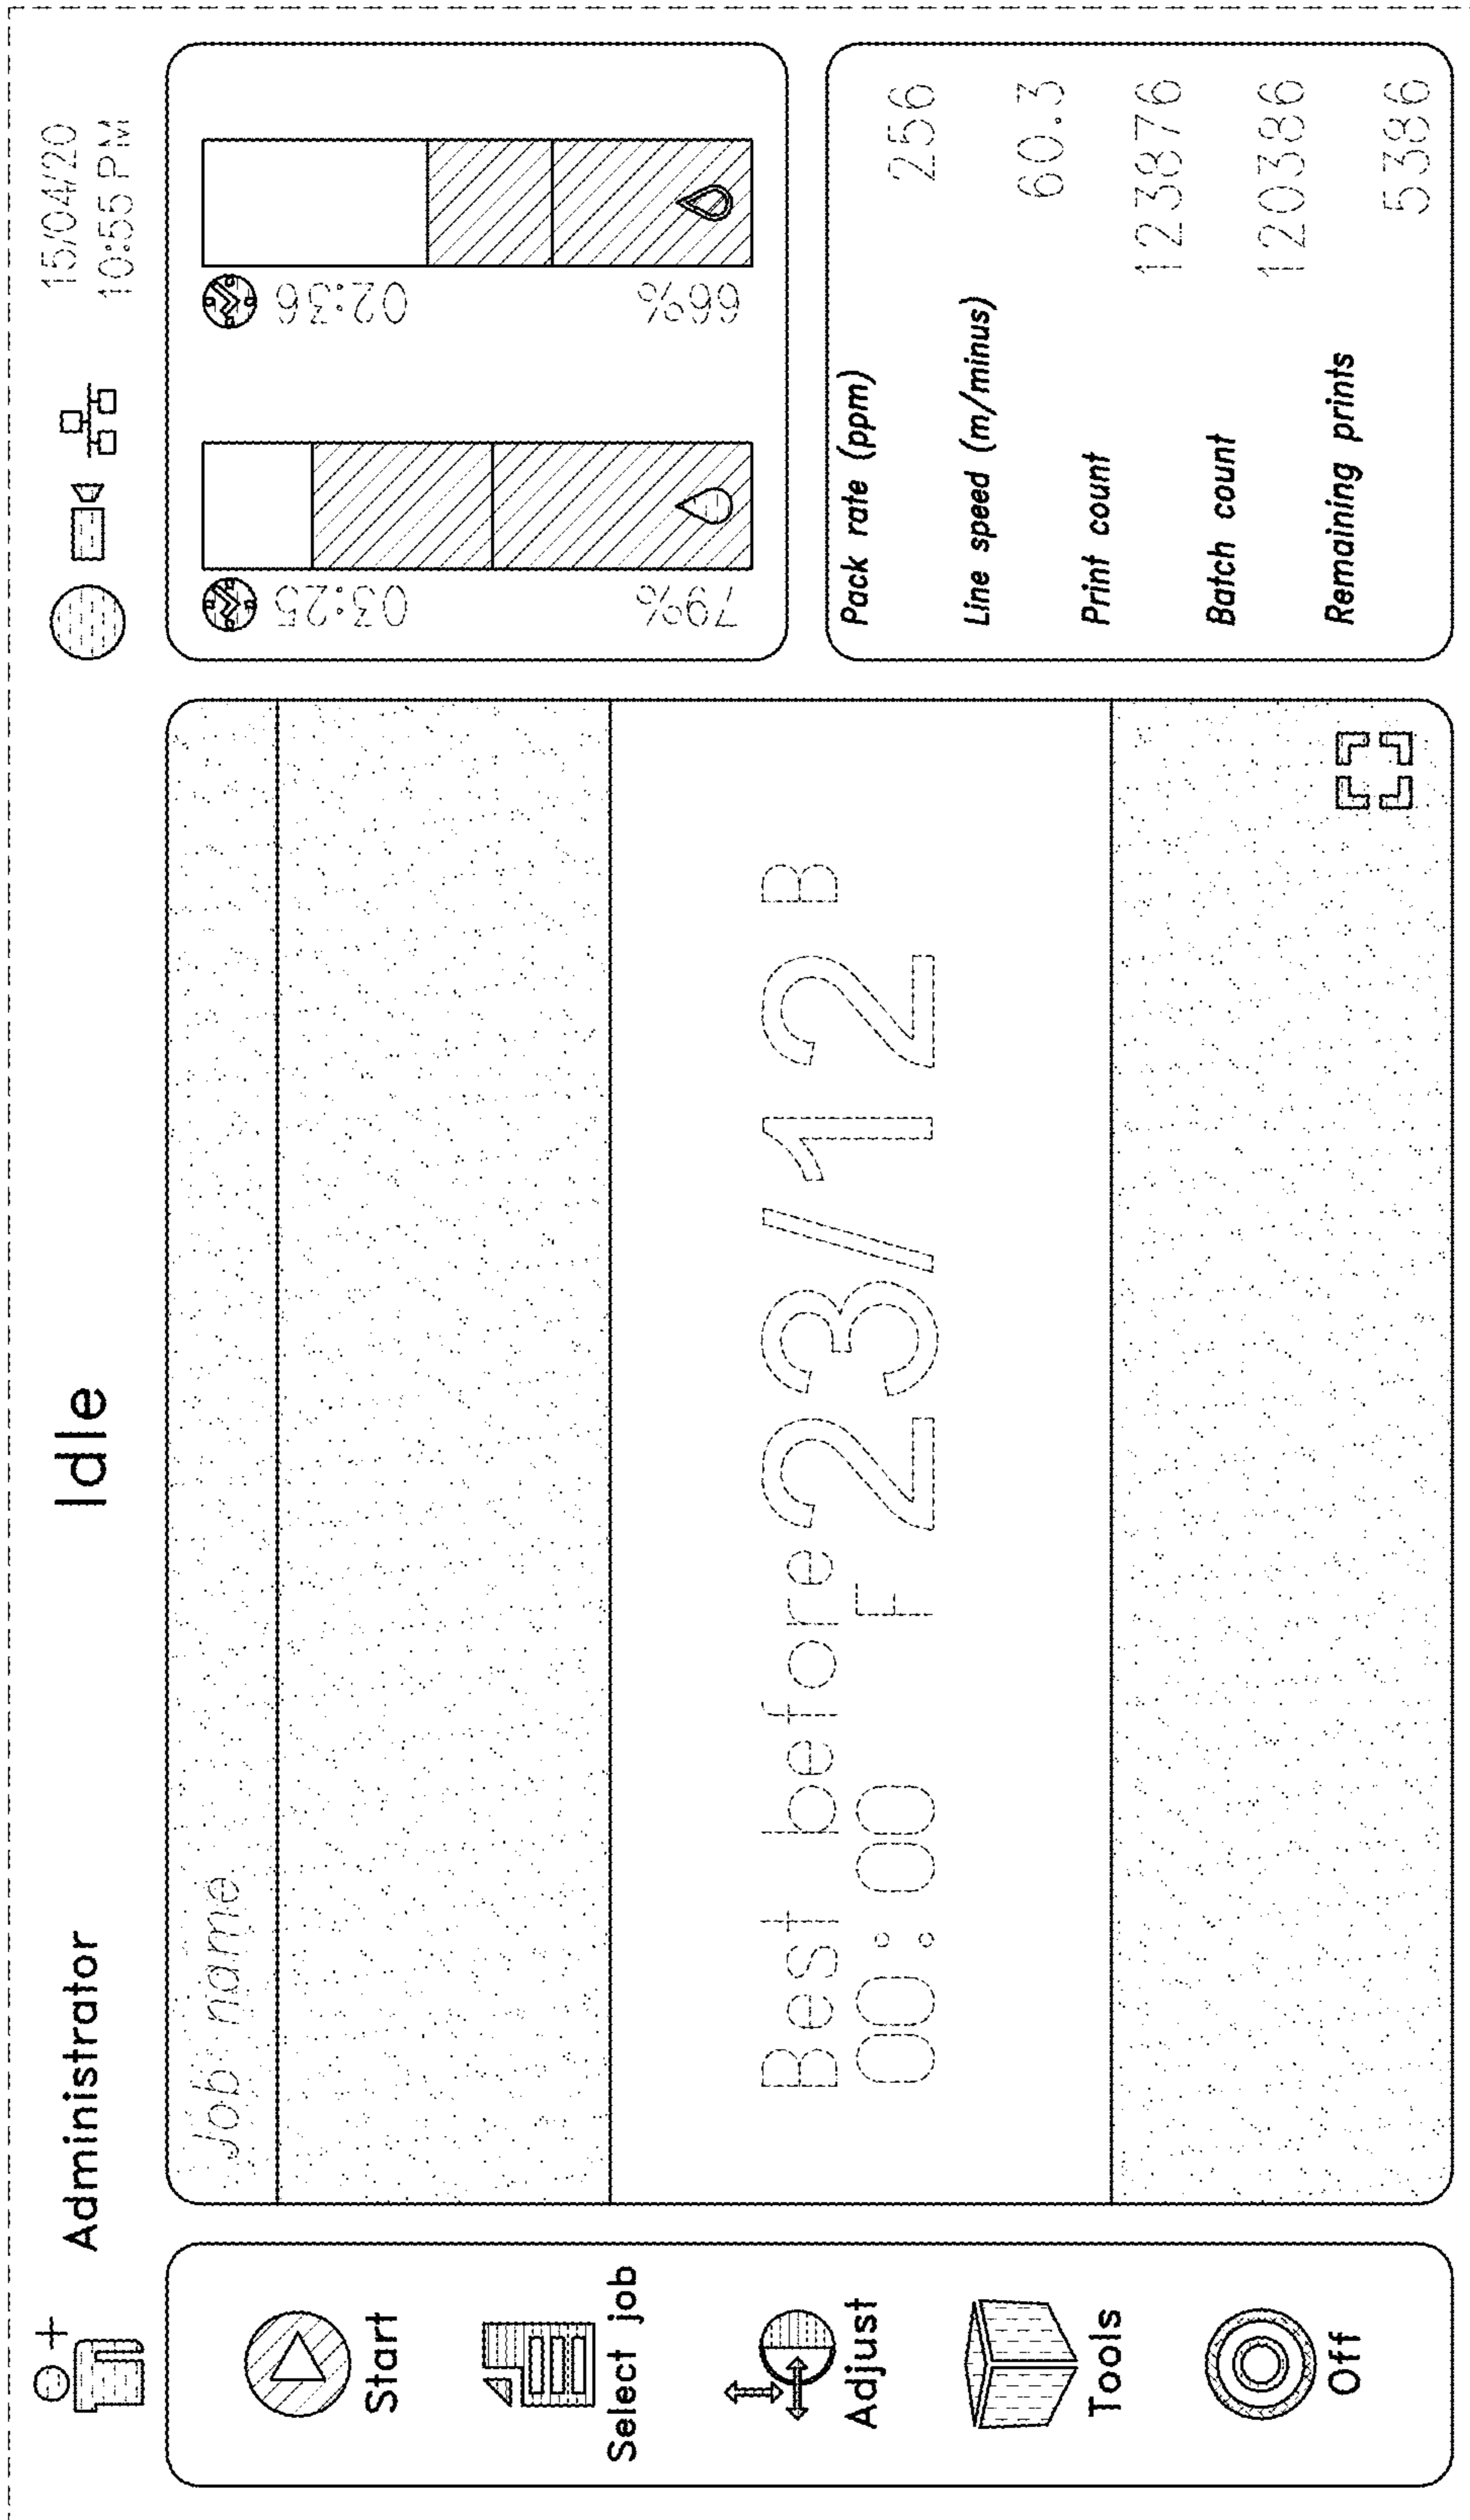 Administrator
Idle
15/04/20
10:55 PM
Start
Select job
Adjust
Tools
Off
Job name
Best before 23/12 B
00:00 F
03:25
79%
02:36
66%
Pack rate (ppm)
256
Line speed (m/minus)
60.3
Print count
123876
Batch count
120386
Remaining prints
5386